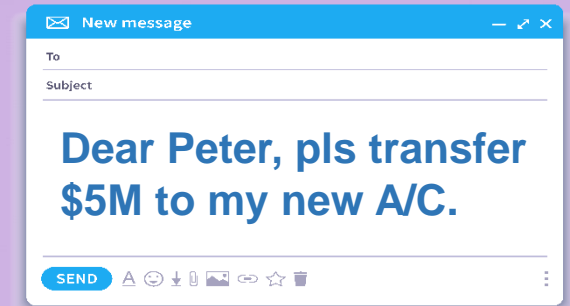 New message
To
Subject
Dear Peter, pls transfer
$5M to my new A/C.
SEND